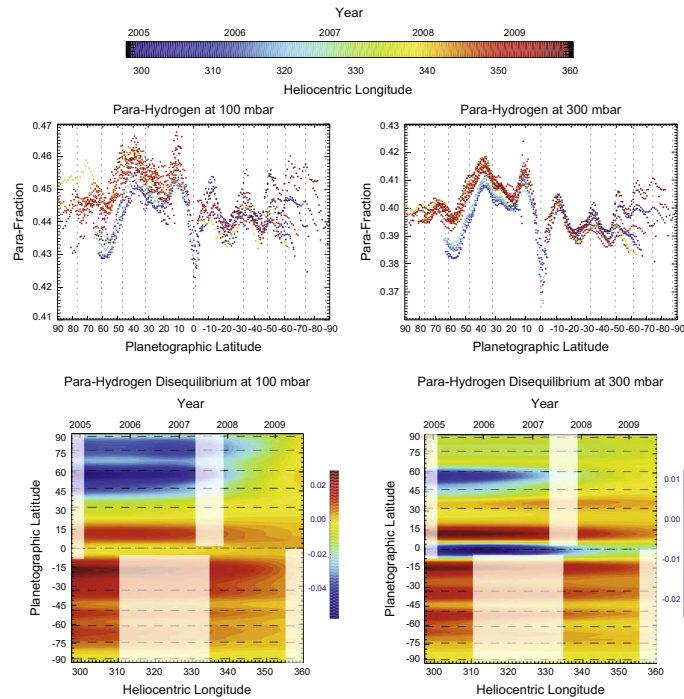 Year
2005 2006 2007 2008 2009
300 310 320 330 340 350 360
Heliocentric Longitude
Para-Hydrogen at 100 mbar
0.47
0.46
0.45
0.44
0.43
0.42
0.41
Para-Fraction
90 80 70 60 50 40 30 20 10 0 -10 -20 -30 -40 -50 -60 -70 -80 -90
Planetographic Latitude
Para-Hydrogen at 300 mbar
0.43
0.42
0.41
0.40
0.39
0.38
0.37
0.36
Para-Fraction
90 80 70 60 50 40 30 20 10 0 -10 -20 -30 -40 -50 -60 -70 -80 -90
Planetographic Latitude
Para-Hydrogen Disequilibrium at 100 mbar
Year
2005 2006 2007 2008 2009
90
75
60
45
30
15
0
-15
-30
-45
-60
-75
-90
Planetographic Latitude
300 310 320 330 340 350 360
Heliocentric Longitude
0.02
0.00
-0.02
-0.04
Para-Hydrogen Disequilibrium at 300 mbar
Year
2005 2006 2007 2008 2009
90
75
60
45
30
15
0
-15
-30
-45
-60
-75
-90
Planetographic Latitude
300 310 320 330 340 350 360
Heliocentric Longitude
0.01
0.00
-0.01
-0.02